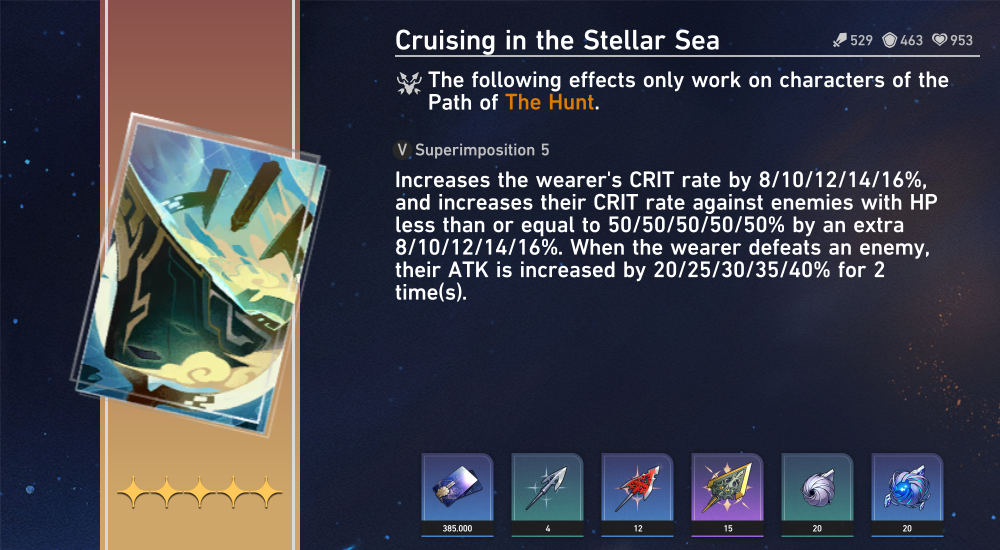 Cruising in the Stellar Sea
529 463 953
The following effects only work on characters of the
Path of The Hunt.
V Superimposition 5
Increases the wearer's CRIT rate by 8/10/12/14/16%,
and increases their CRIT rate against enemies with HP
less than or equal to 50/50/50/50/50% by an extra
8/10/12/14/16%. When the wearer defeats an enemy,
their ATK is increased by 20/25/30/35/40% for 2
time(s).
385.000 4 12 15 20 20